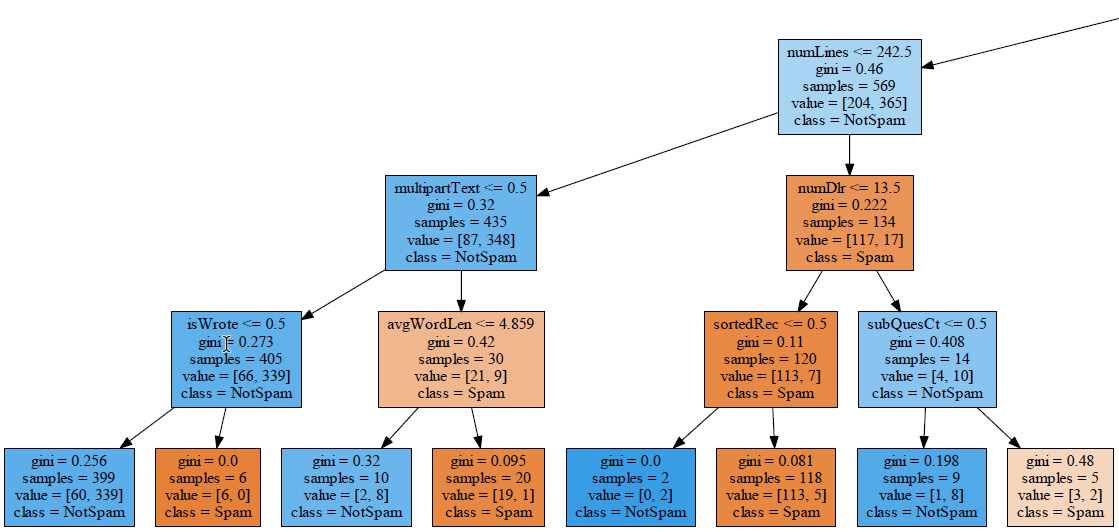 numLines <= 242.5
gini = 0.46
samples = 569
value = [204, 365]
class = NotSpam
multipartText <= 0.5
gini = 0.32
samples = 435
value = [87, 348]
class = NotSpam
numDlr <= 13.5
gini = 0.222
samples = 134
value = [117, 17]
class = Spam
isWrote <= 0.5
gini = 0.273
samples = 405
value = [66, 339]
class = NotSpam
avgWordLen <= 4.859
gini = 0.42
samples = 30
value = [21, 9]
class = Spam
sortedRec <= 0.5
gini = 0.11
samples = 120
value = [113, 7]
class = Spam
subQuesCt <= 0.5
gini = 0.408
samples = 14
value = [4, 10]
class = NotSpam
gini = 0.256
samples = 399
value = [60, 339]
class = NotSpam
gini = 0.0
samples = 6
value = [6, 0]
class = Spam
gini = 0.32
samples = 10
value = [2, 8]
class = NotSpam
gini = 0.095
samples = 20
value = [19, 1]
class = Spam
gini = 0.0
samples = 2
value = [0, 2]
class = NotSpam
gini = 0.081
samples = 118
value = [113, 5]
class = Spam
gini = 0.198
samples = 9
value = [1, 8]
class = NotSpam
gini = 0.48
samples = 5
value = [3, 2]
class = Spam